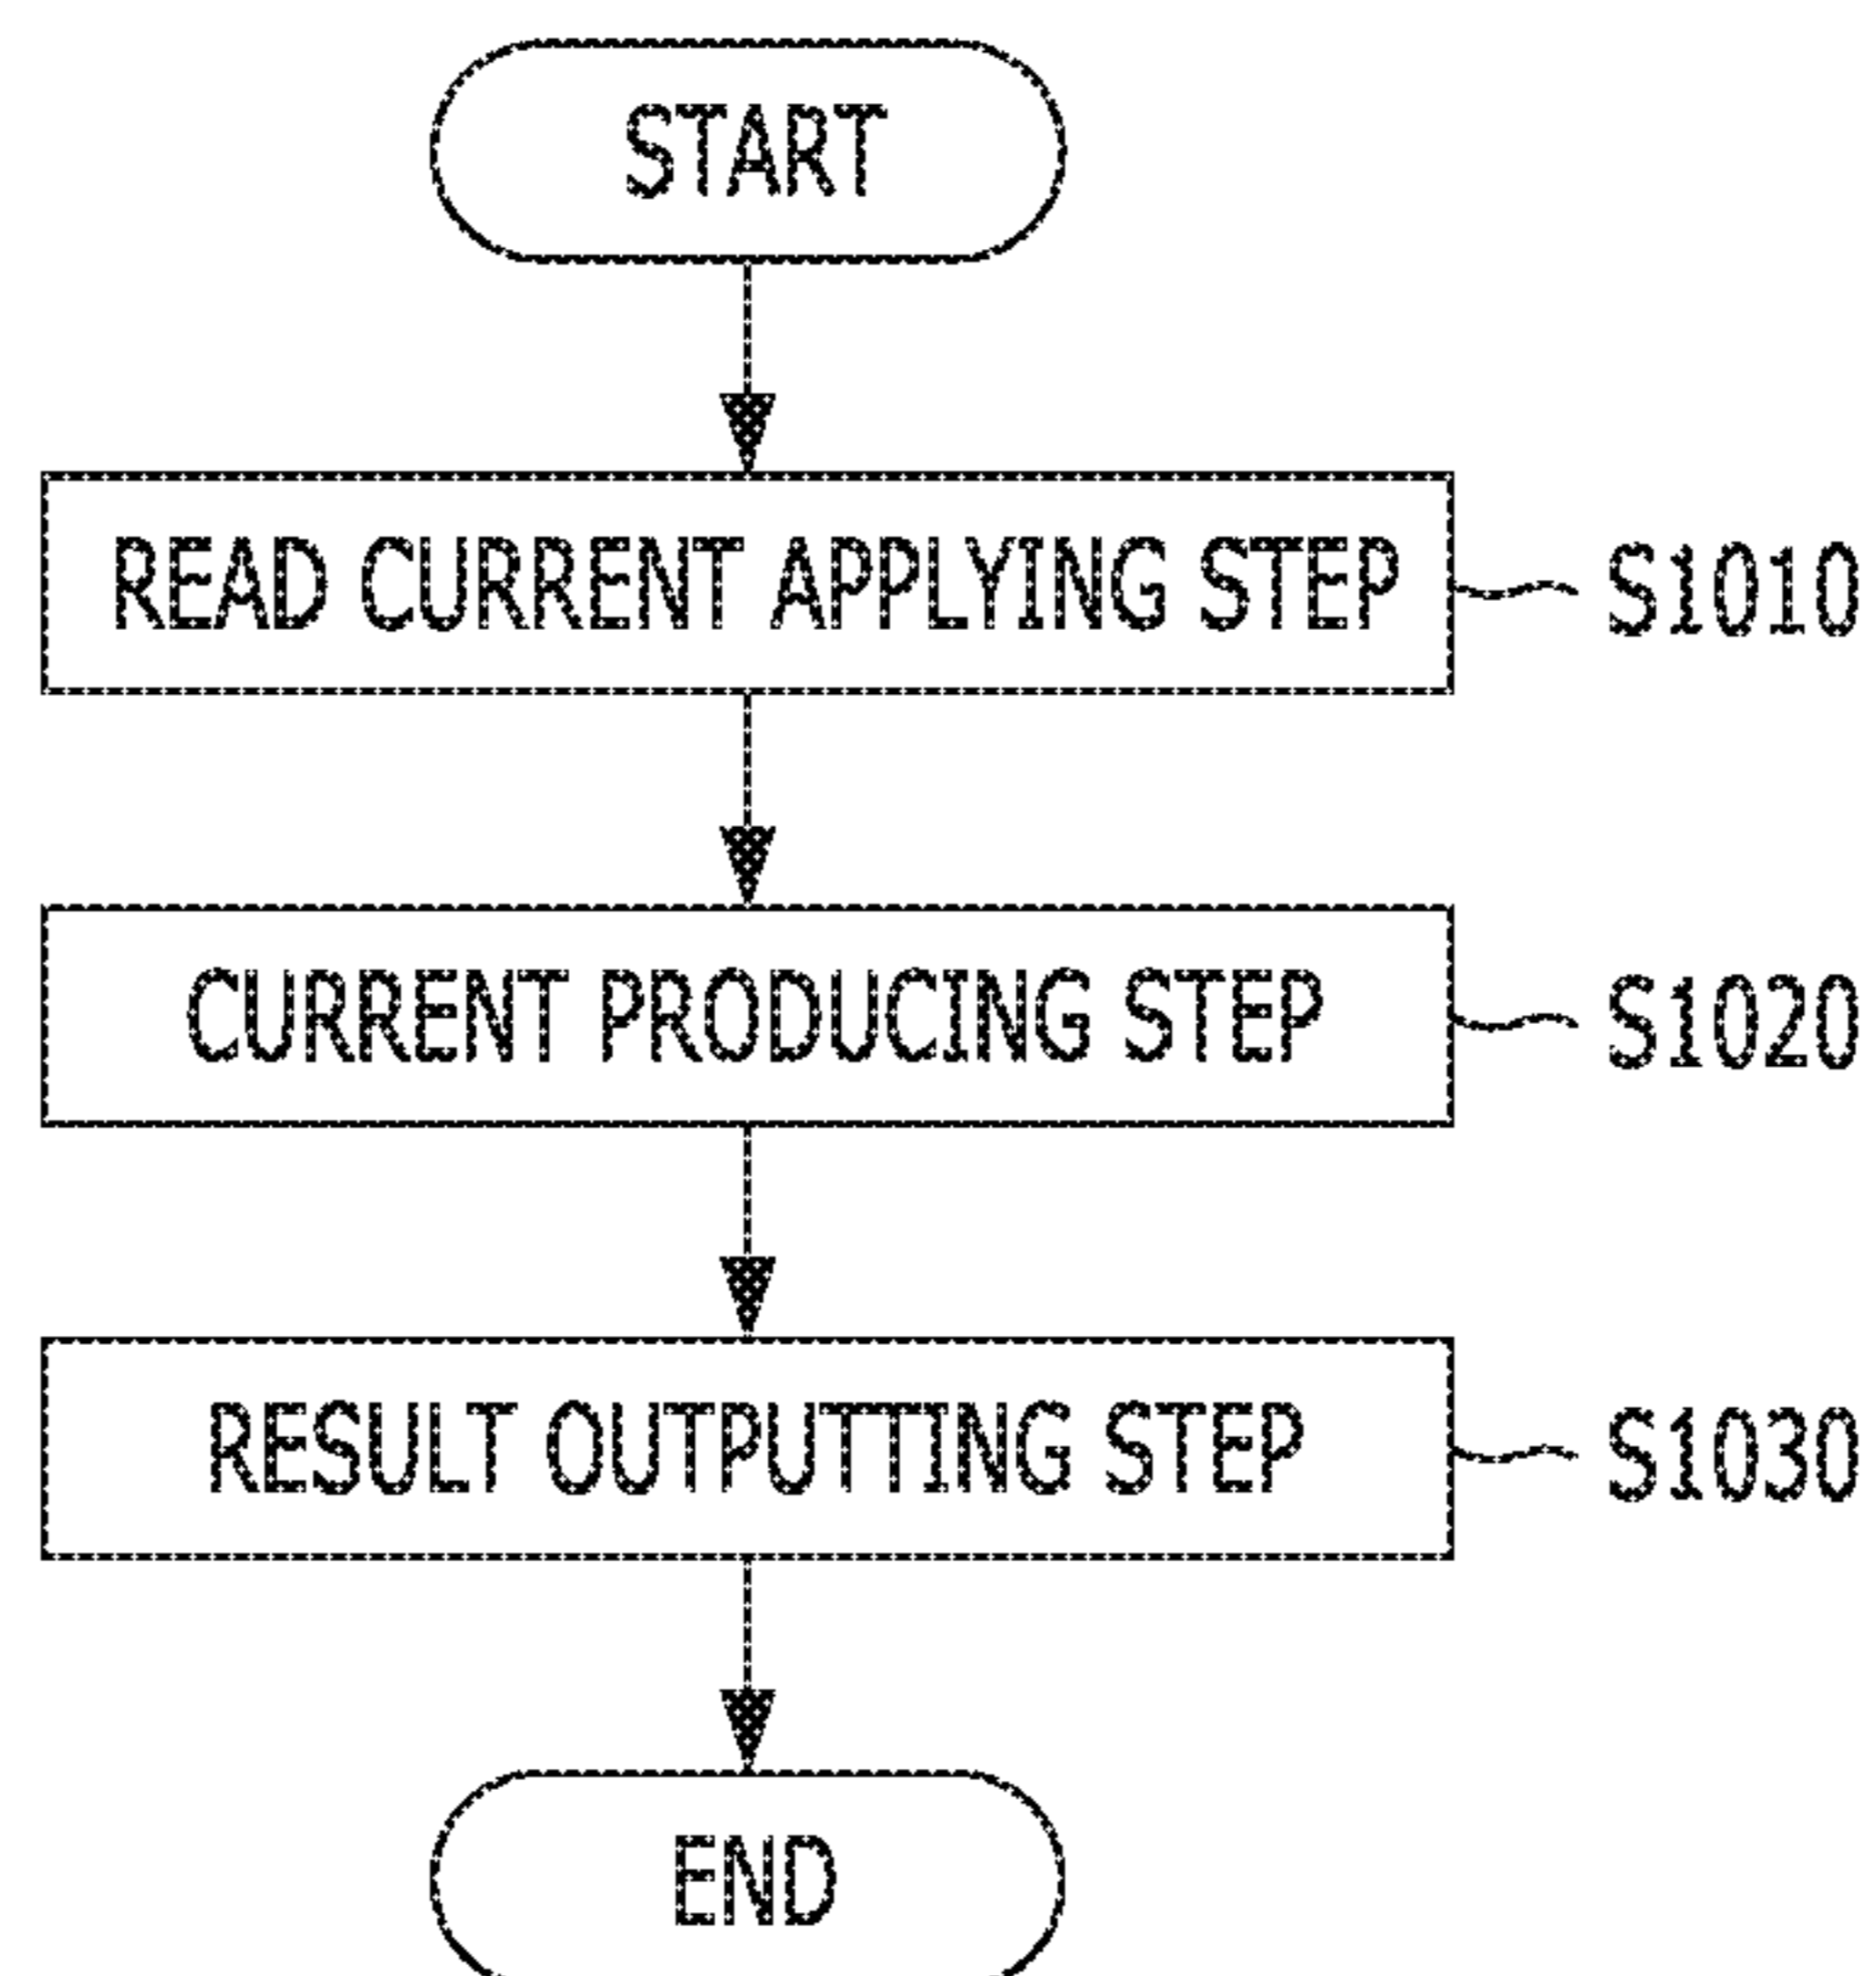 START
READ CURRENT APPLYING STEP
S1010
CURRENT PRODUCING STEP
S1020
RESULT OUTPUTTING STEP
S1030
END